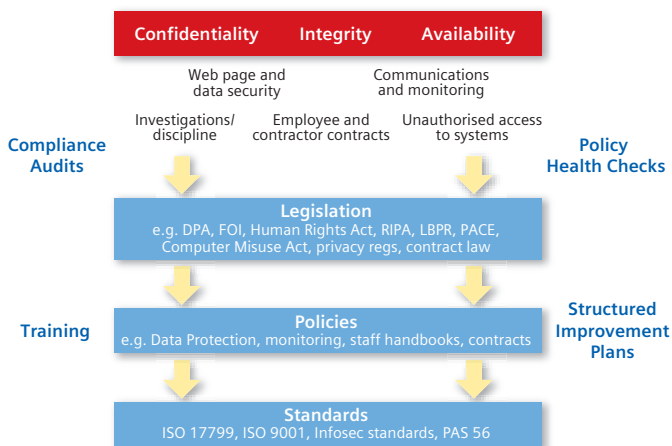 Confidentiality Integrity Availability
Web page and data security
Communications and monitoring
Investigations/ discipline
Employee and contractor contracts
Unauthorised access to systems
Compliance Audits
Policy Health Checks
Legislation
e.g. DPA, FOI, Human Rights Act, RIPA, LBPR, PACE,
Computer Misuse Act, privacy regs, contract law
Training
Policies
e.g. Data Protection, monitoring, staff handbooks, contracts
Structured Improvement Plans
Standards
ISO 17799, ISO 9001, Infosec standards, PAS 56